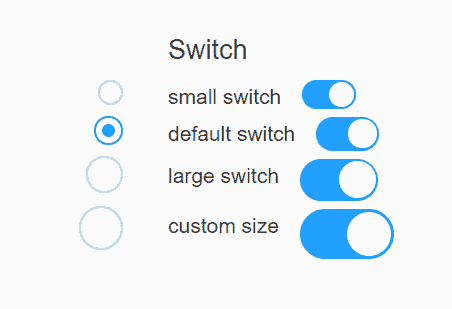 Switch
small switch
default switch
large switch
custom size